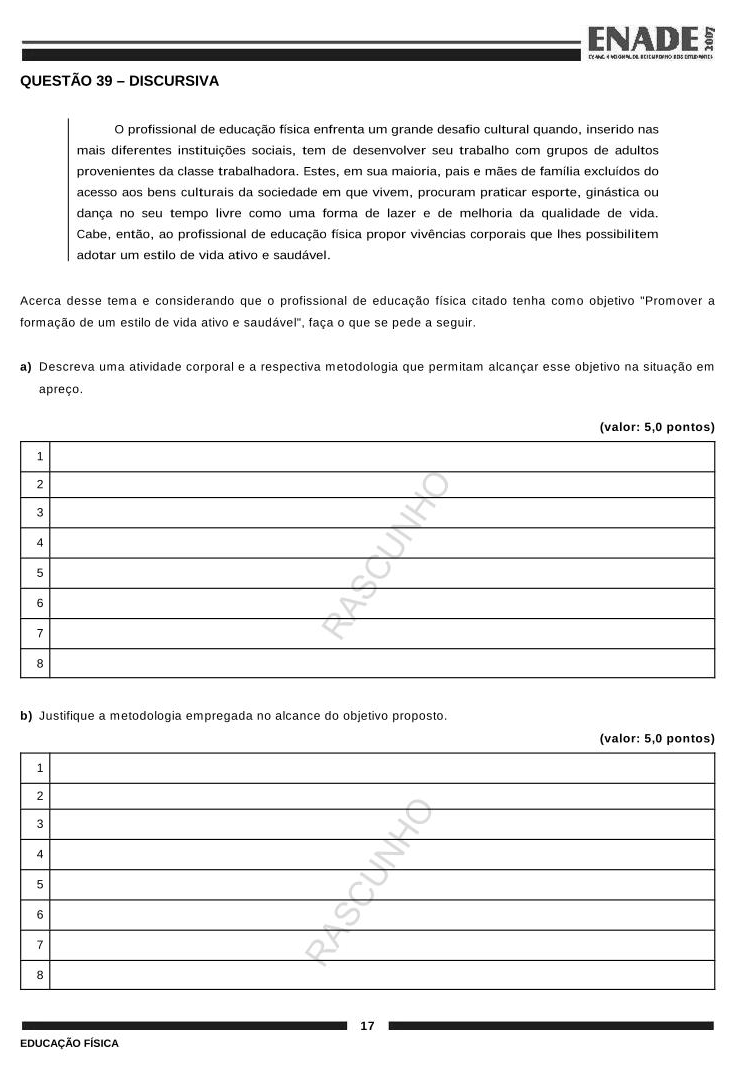 ENADE
2007
EXAME NACIONAL DE DESEMPENHO DOS ESTUDANTES
QUESTÃO 39 – DISCURSIVA
O profissional de educação física enfrenta um grande desafio cultural quando, inserido nas
mais diferentes instituições sociais, tem de desenvolver seu trabalho com grupos de adultos
provenientes da classe trabalhadora. Estes, em sua maioria, pais e mães de família excluídos do
acesso aos bens culturais da sociedade em que vivem, procuram praticar esporte, ginástica ou
dança no seu tempo livre como uma forma de lazer e de melhoria da qualidade de vida.
Cabe, então, ao profissional de educação física propor vivências corporais que lhes possibilitem
adotar um estilo de vida ativo e saudável.
Acerca desse tema e considerando que o profissional de educação física citado tenha como objetivo "Promover a
formação de um estilo de vida ativo e saudável", faça o que se pede a seguir.
a) Descreva uma atividade corporal e a respectiva metodologia que permitam alcançar esse objetivo na situação em
apreço.
(valor: 5,0 pontos)
1
2
3
4
5
6
7
8
RASCUNHO
b) Justifique a metodologia empregada no alcance do objetivo proposto.
(valor: 5,0 pontos)
1
2
3
4
5
6
7
8
RASCUNHO
17
EDUCAÇÃO FÍSICA